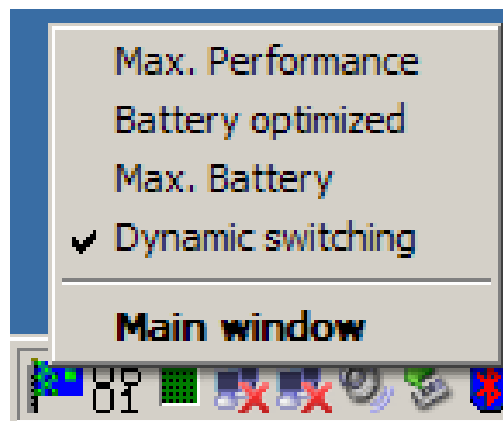 Max. Performance
Battery optimized
Max. Battery
Dynamic switching
Main window